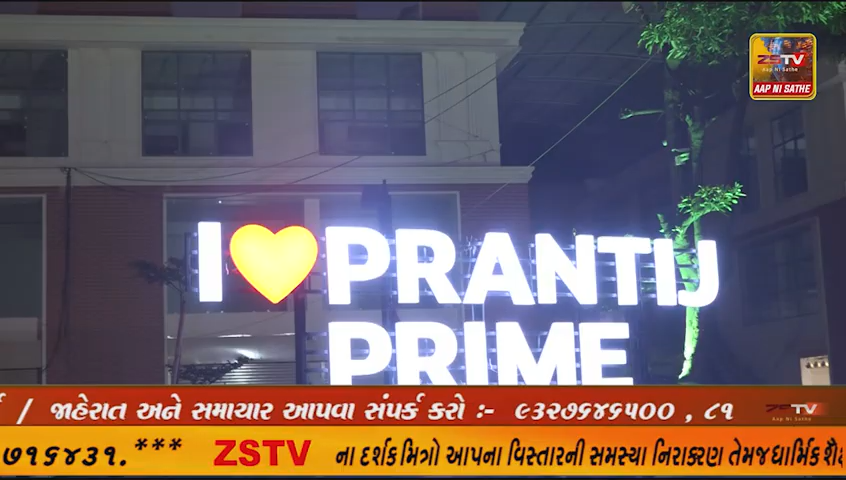 ZSTV
Aap Ni Sathe
AAP NI SATHE
I ❤ PRANTIJ
PRIME
/ જાહેરાત અને સમાચાર આપવા સંપર્ક કરો :- ૯૩૨૭૬૪૬૫૦૦ , ૮૧
૭૧૬૪૩૧.*** ZSTV ના દર્શક મિત્રો આપના વિસ્તારની સમસ્યા નિરાકરણ તેમજ ધાર્મિક